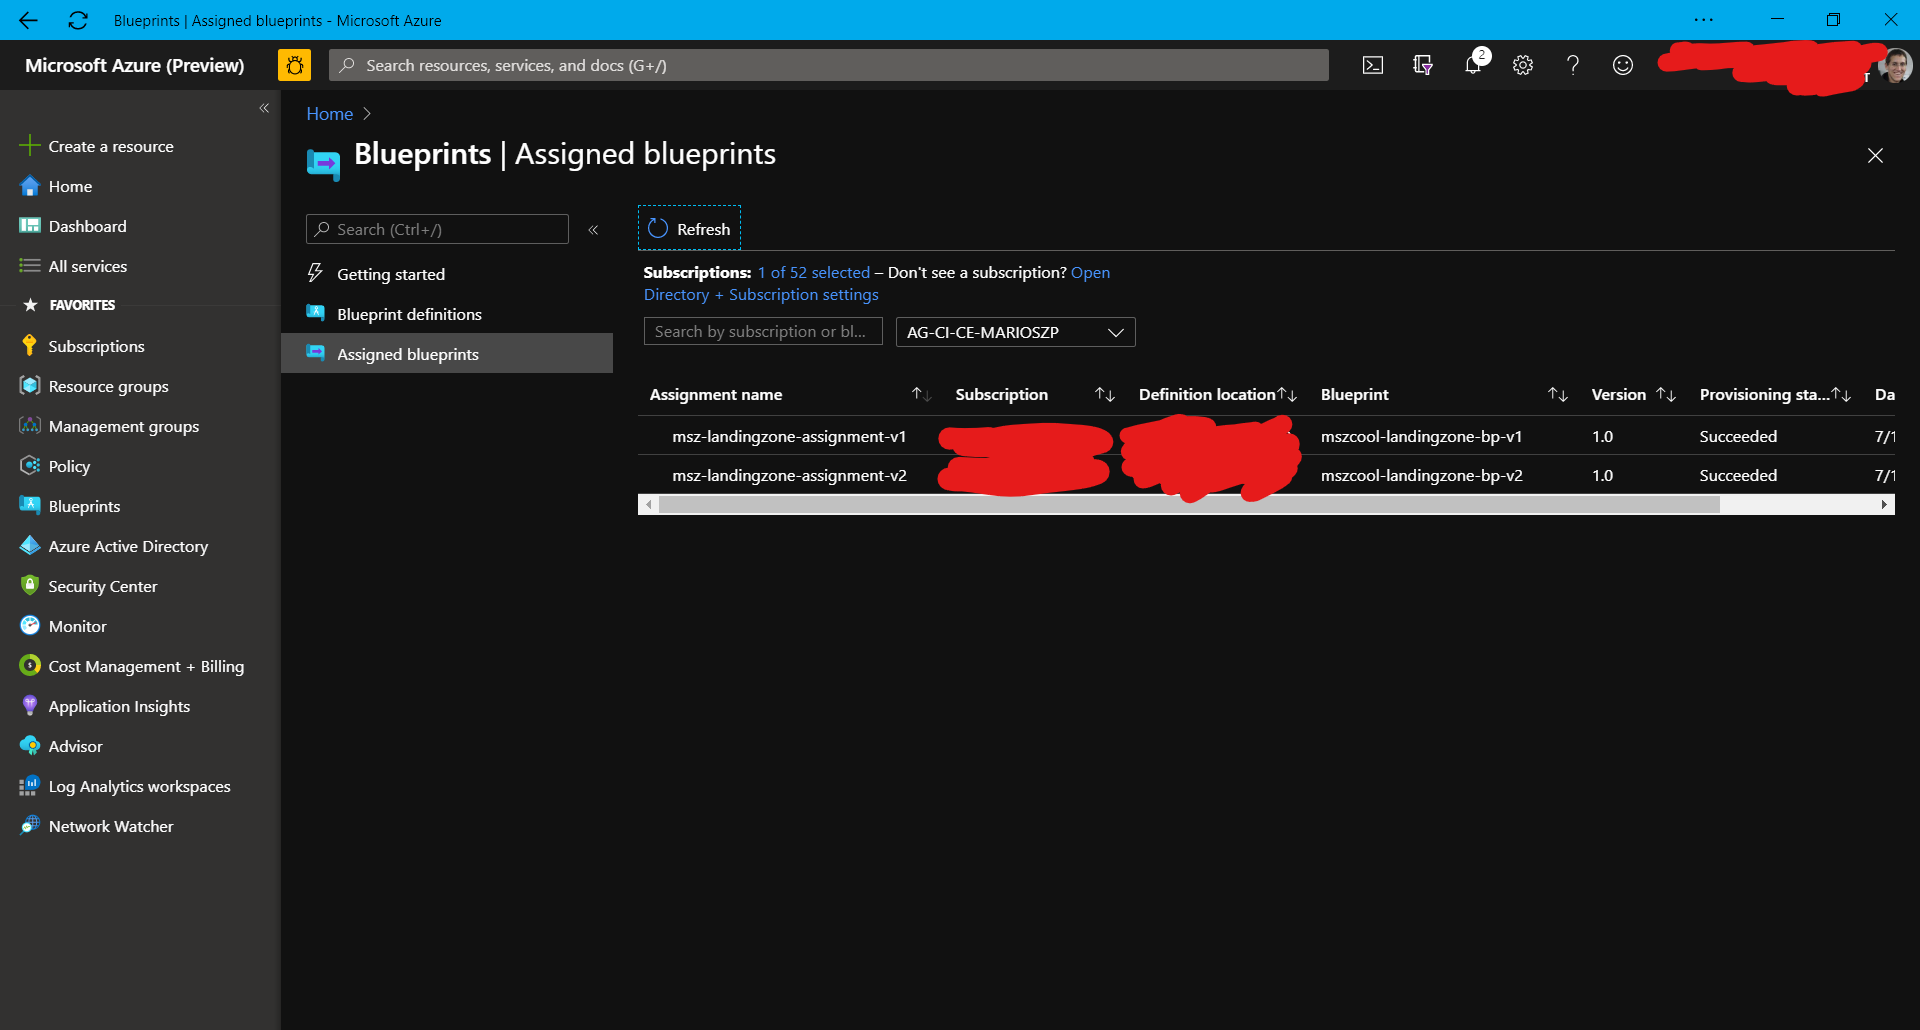 Blueprints | Assigned blueprints - Microsoft Azure
Microsoft Azure (Preview)
Search resources, services, and docs (G+/)
2
T
Create a resource
Home
Dashboard
All services
FAVORITES
Subscriptions
Resource groups
Management groups
Policy
Blueprints
Azure Active Directory
Security Center
Monitor
Cost Management + Billing
Application Insights
Advisor
Log Analytics workspaces
Network Watcher
Home
Blueprints | Assigned blueprints
Search (Ctrl+/)
Getting started
Blueprint definitions
Assigned blueprints
Refresh
Subscriptions: 1 of 52 selected – Don't see a subscription? Open
Directory + Subscription settings
Search by subscription or bl...
AG-CI-CE-MARIOSZP
Assignment name Subscription Definition location Blueprint Version Provisioning sta... Da
msz-landingzone-assignment-v1 mszcool-landingzone-bp-v1 1.0 Succeeded 7/1
msz-landingzone-assignment-v2 mszcool-landingzone-bp-v2 1.0 Succeeded 7/1